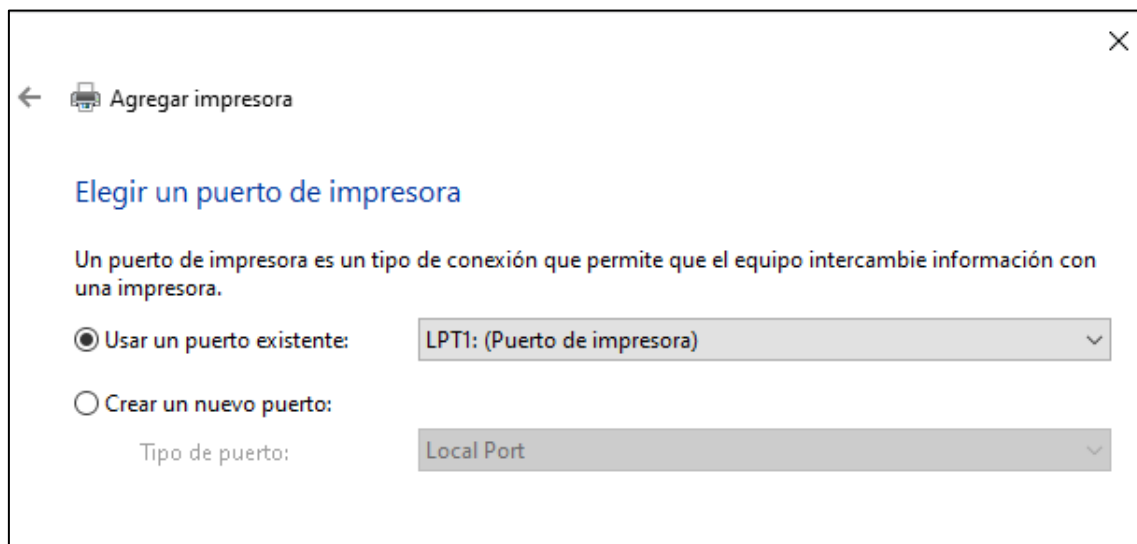 Agregar impresora
Elegir un puerto de impresora
Un puerto de impresora es un tipo de conexión que permite que el equipo intercambie información con
una impresora.
Usar un puerto existente: LPT1: (Puerto de impresora)
Crear un nuevo puerto:
Tipo de puerto: Local Port